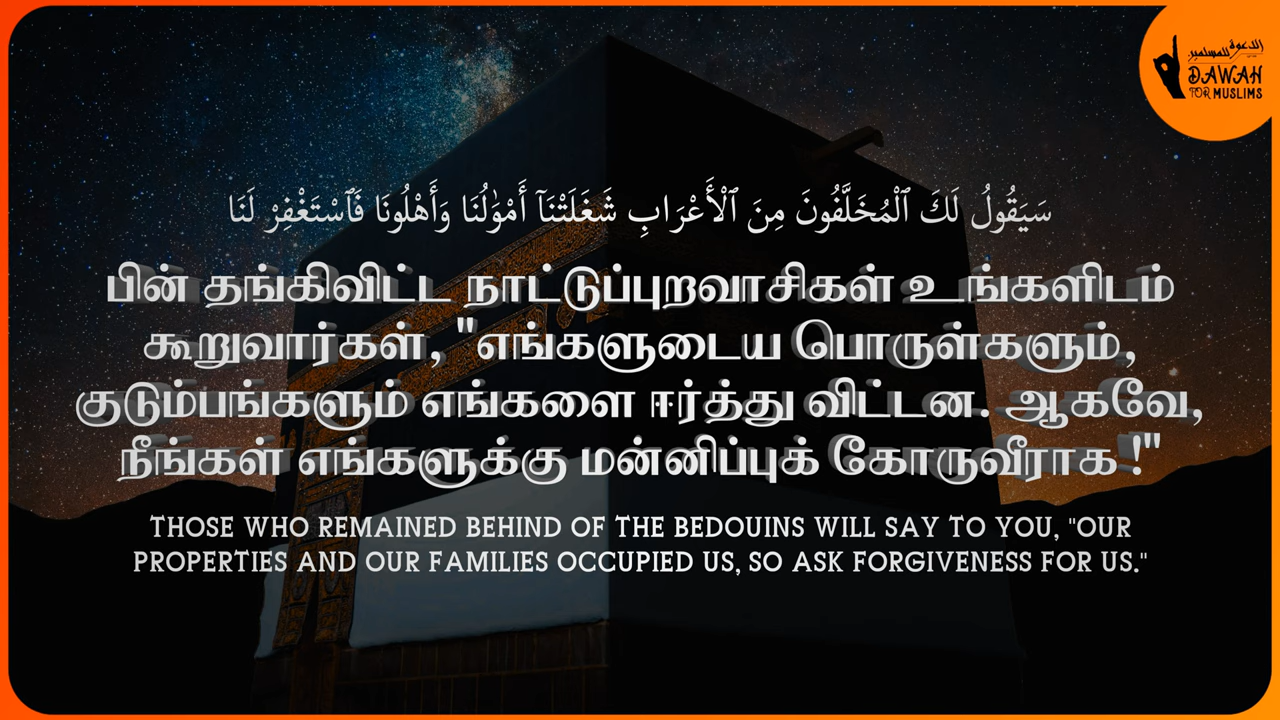 الدعوة للمسلمين
DAWAH
FOR MUSLIMS
سَيَقُولُ لَكَ ٱلْمُخَلَّفُونَ مِنَ ٱلْأَعْرَابِ شَغَلَتْنَآ أَمْوَٰلُنَا وَأَهْلُونَا فَٱسْتَغْفِرْ لَنَا
பின் தங்கிவிட்ட நாட்டுப்புறவாசிகள் உங்களிடம்
கூறுவார்கள், "எங்களுடைய பொருள்களும்,
குடும்பங்களும் எங்களை ஈர்த்து விட்டன. ஆகவே,
நீங்கள் எங்களுக்கு மன்னிப்புக் கோருவீராக !"
THOSE WHO REMAINED BEHIND OF THE BEDOUINS WILL SAY TO YOU, "OUR
PROPERTIES AND OUR FAMILIES OCCUPIED US, SO ASK FORGIVENESS FOR US."